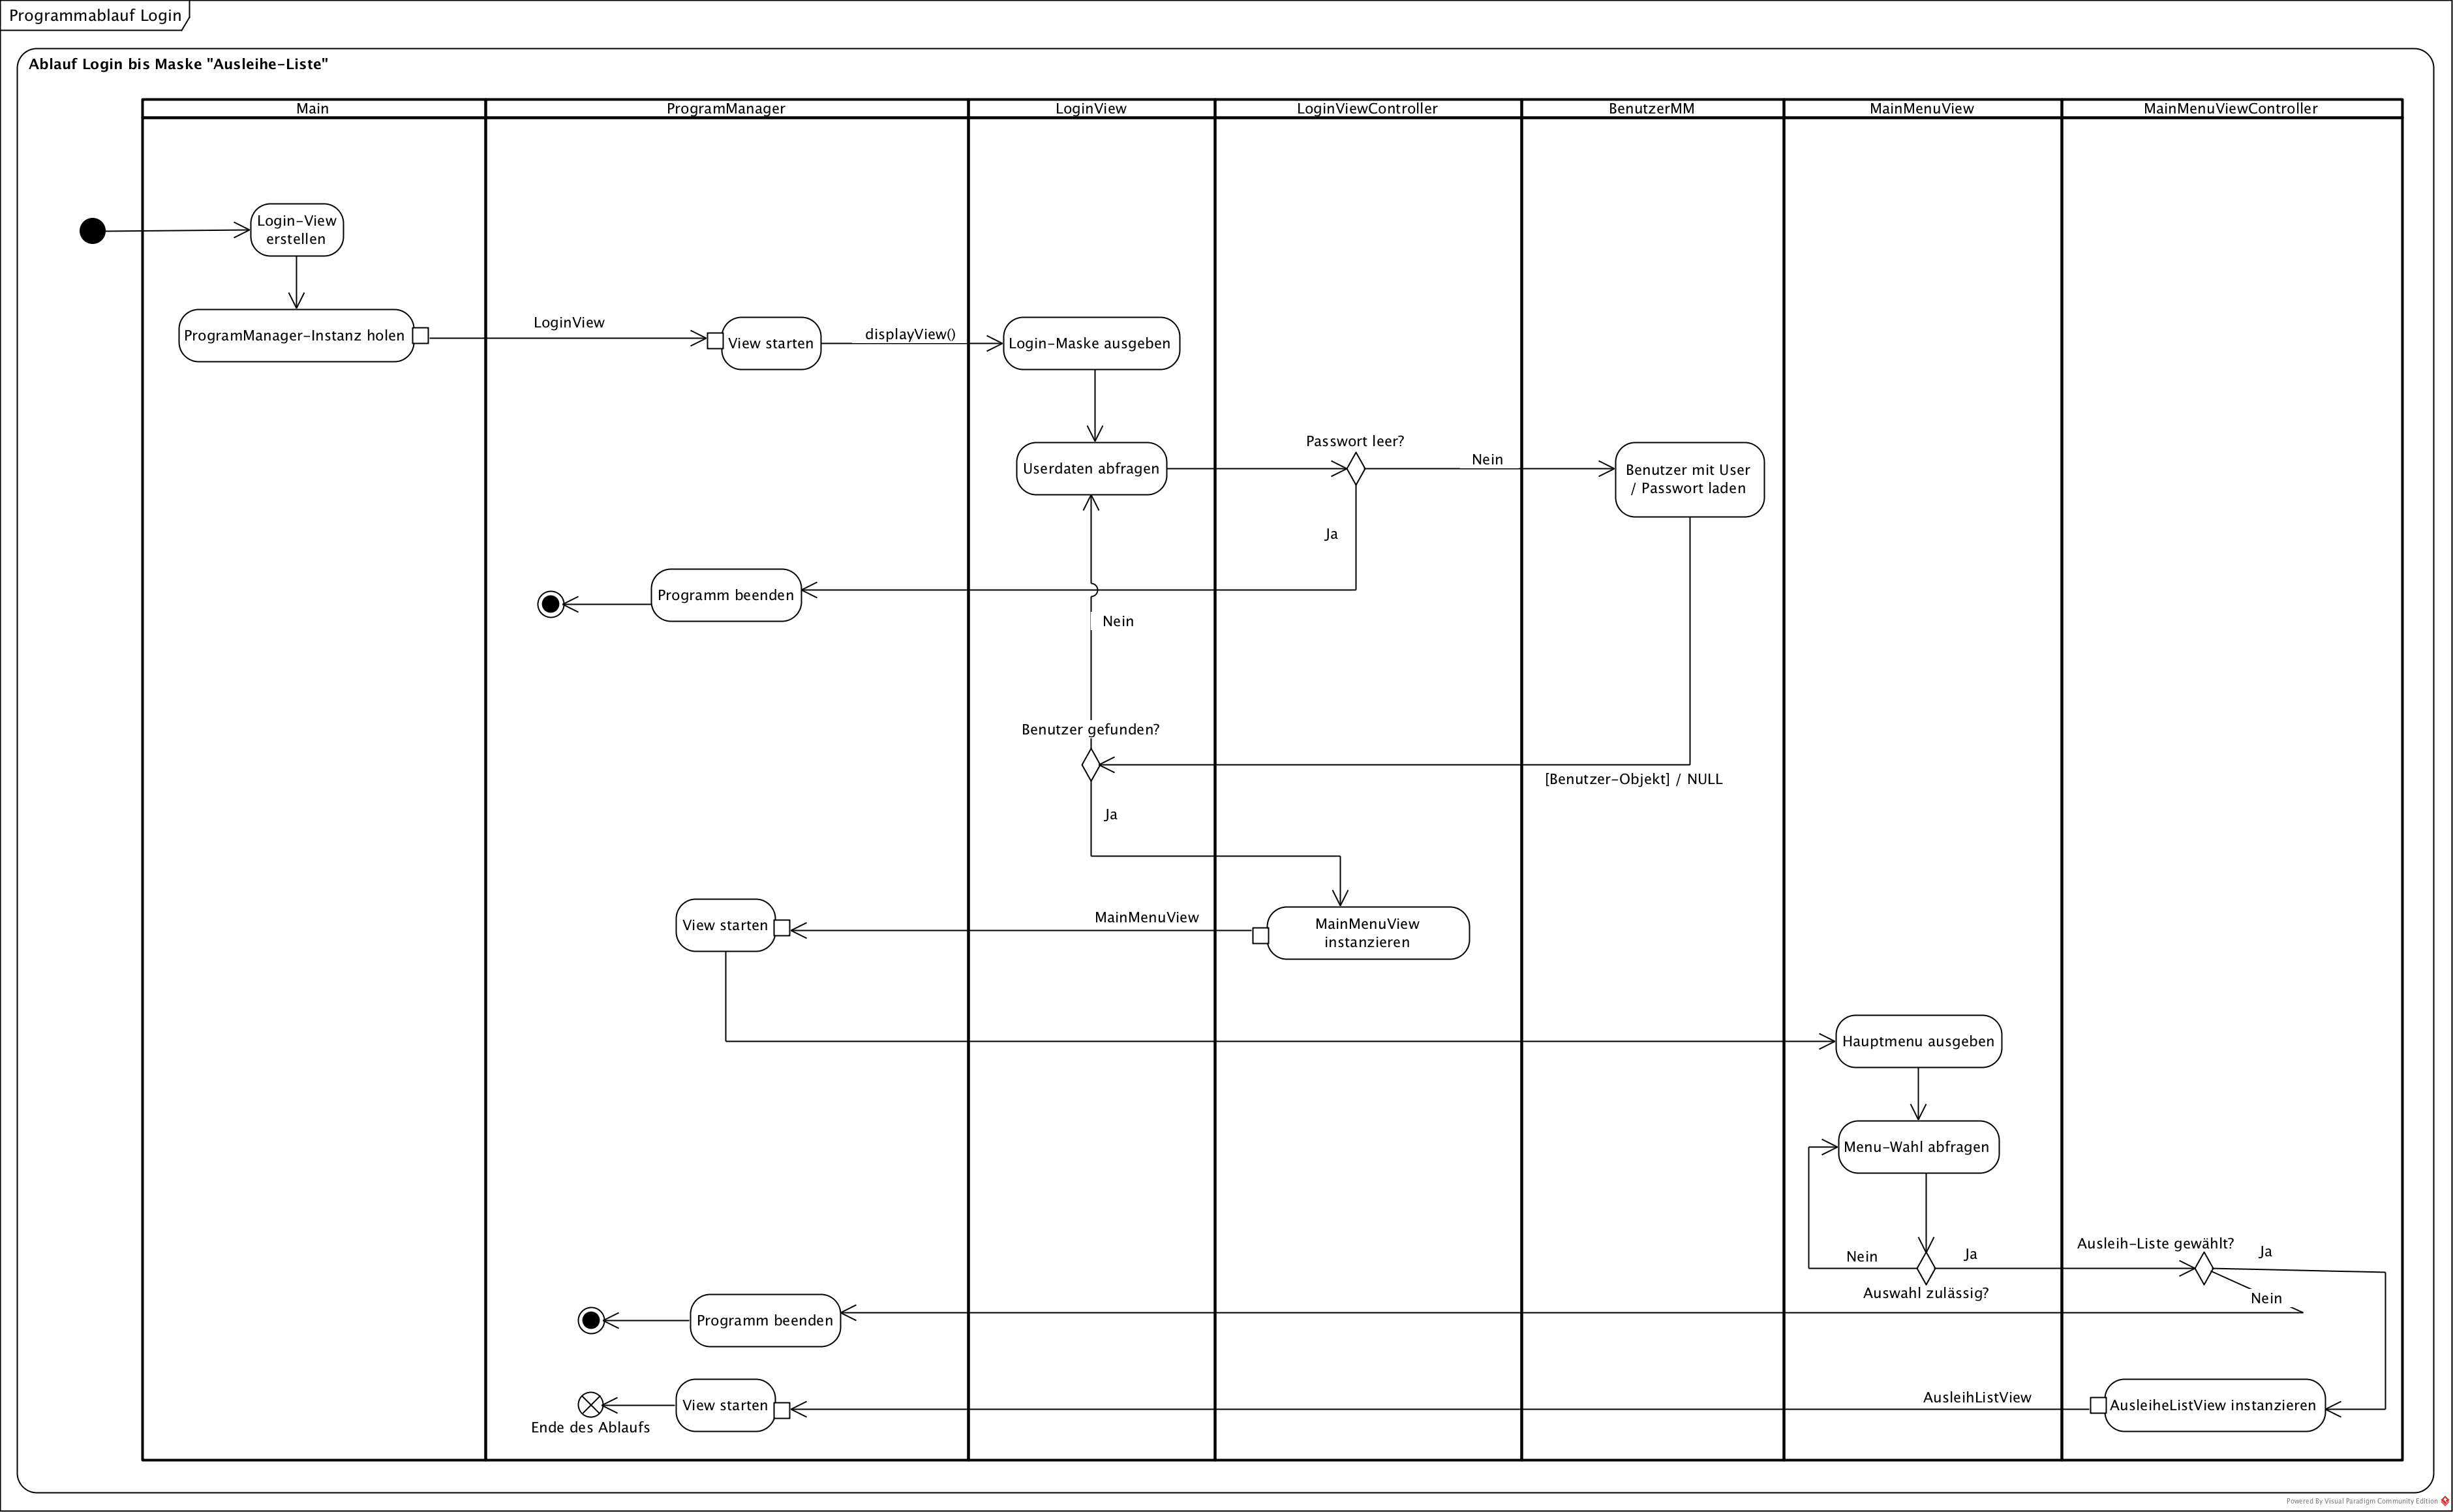 Programmablauf Login
Ablauf Login bis Maske "Ausleihe-Liste"
Main
ProgramManager
LoginView
LoginViewController
BenutzerMM
MainMenuView
MainMenuViewController
Login-View
erstellen
ProgramManager-Instanz holen
LoginView
View starten
displayView()
Login-Maske ausgeben
Userdaten abfragen
Passwort leer?
Nein
Benutzer mit User
/ Passwort laden
Ja
Programm beenden
Nein
Benutzer gefunden?
[Benutzer-Objekt] / NULL
Ja
View starten
MainMenuView
MainMenuView
instanzieren
Hauptmenu ausgeben
Menu-Wahl abfragen
Nein
Ja
Auswahl zulässig?
Ausleih-Liste gewählt?
Ja
Nein
Programm beenden
View starten
AusleihListView
AusleiheListView instanzieren
Ende des Ablaufs
Powered By Visual Paradigm Community Edition